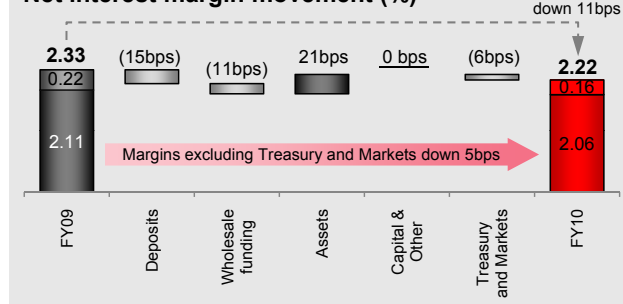 Net interest margin movement (%)
down 11bps
2.33
(15bps)
(11bps)
21bps
0 bps
(6bps)
2.22
0.22
0.16
2.11
Margins excluding Treasury and Markets down 5bps
2.06
FY09
Deposits
Wholesale
funding
Assets
Capital &
Other
Treasury
and Markets
FY10